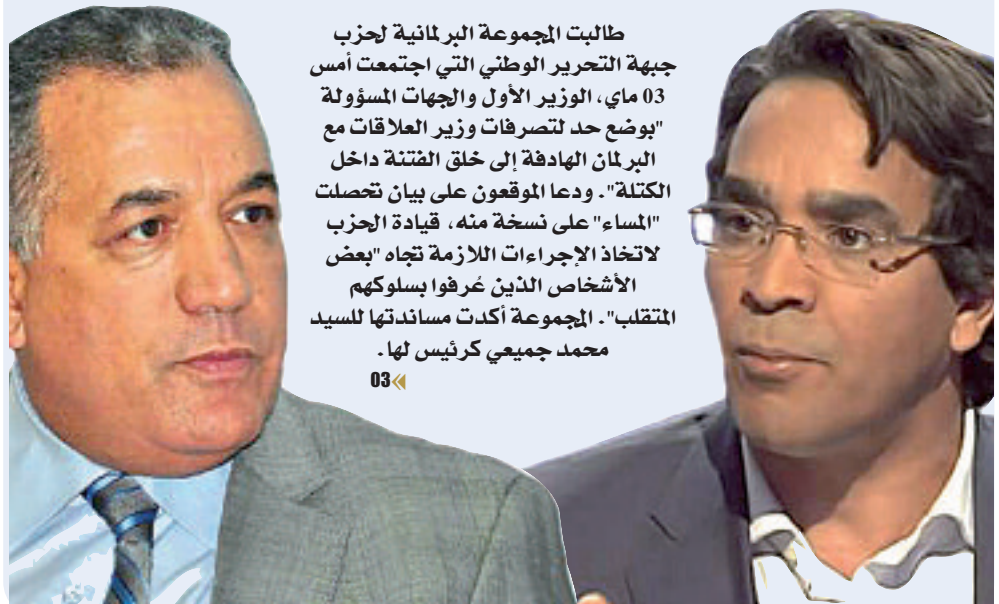 طالبت المجموعة البرلمانية لحزب
جبهة التحرير الوطني التي اجتمعت أمس
03 ماي، الوزير الأول والجهات المسؤولة
"بوضع حد لتصرفات وزير العلاقات مع
البرلمان الهادفة إلى خلق الفتنة داخل
الكتلة". ودعا الموقعون على بيان تحصلت
"المساء" على نسخة منه، قيادة الحزب
لاتخاذ الإجراءات اللازمة تجاه "بعض
الأشخاص الذين عُرفوا بسلوكهم
المتقلب". المجموعة أكدت مساندتها للسيد
محمد جميعي كرئيس لها.
03»